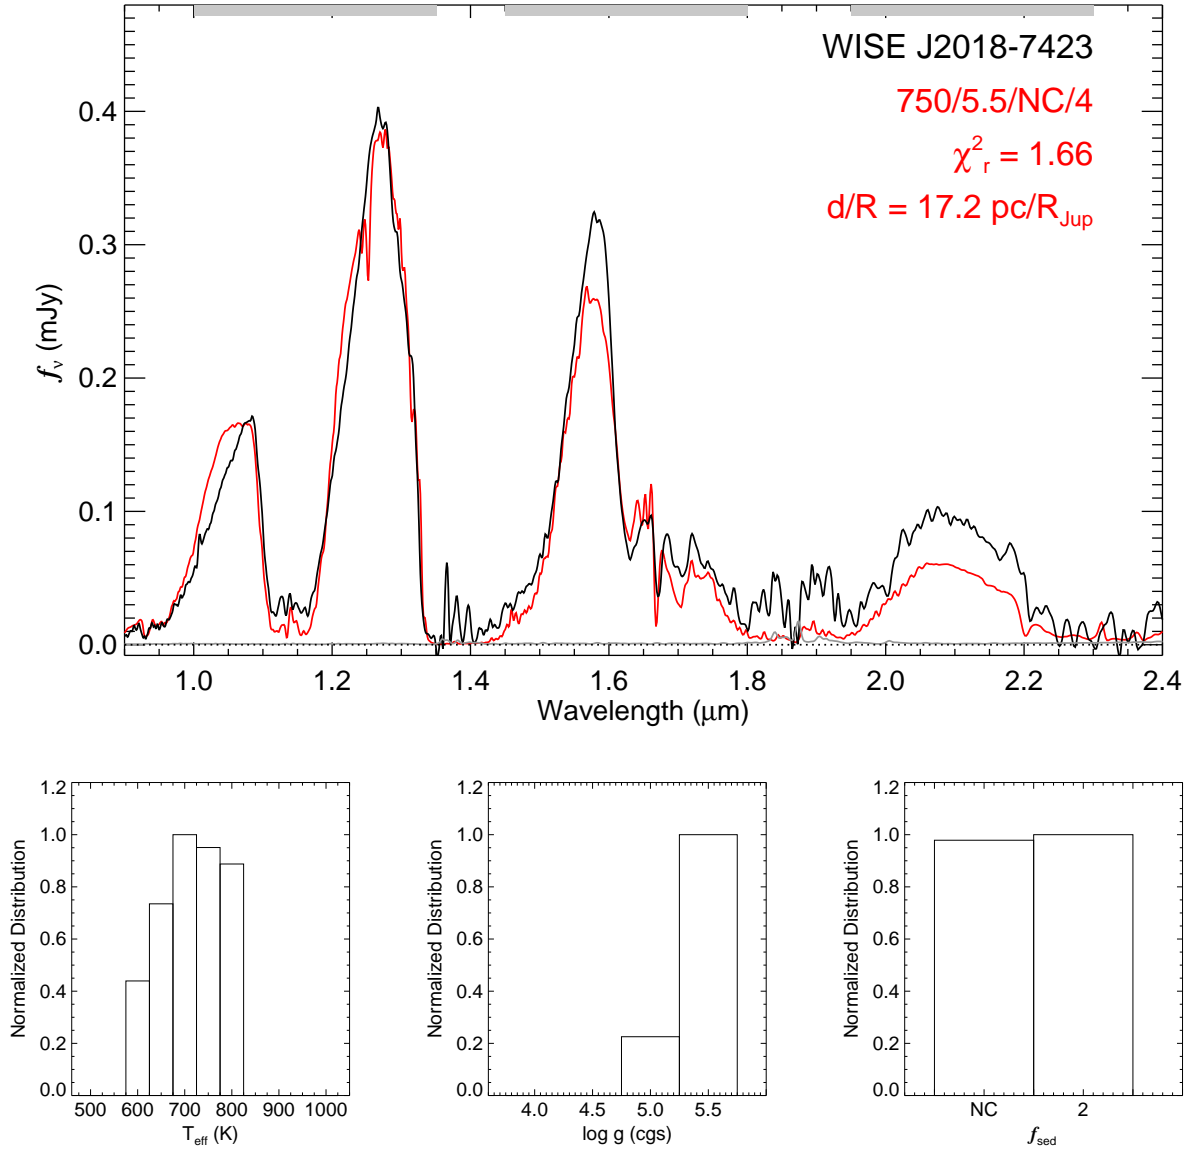 WISE J2018-7423
750/5.5/NC/4
χ²ᵣ = 1.66
d/R = 17.2 pc/R_Jup
0.4
0.3
0.2
0.1
0.0
f_ν (mJy)
1.0 1.2 1.4 1.6 1.8 2.0 2.2 2.4
Wavelength (μm)
1.2
1.0
0.8
0.6
0.4
0.2
0.0
Normalized Distribution
500 600 700 800 900 1000
T_eff (K)
1.2
1.0
0.8
0.6
0.4
0.2
0.0
Normalized Distribution
4.0 4.5 5.0 5.5
log g (cgs)
1.2
1.0
0.8
0.6
0.4
0.2
0.0
Normalized Distribution
NC 2
f_sed